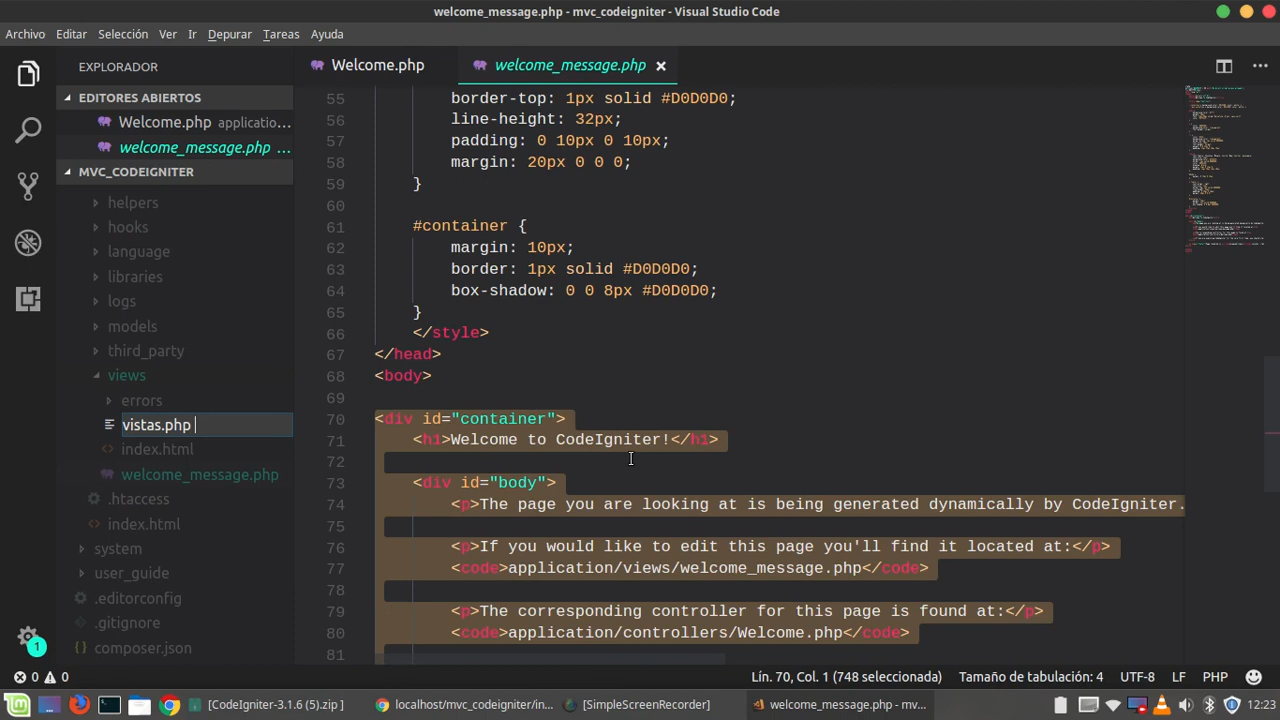 welcome_message.php - mvc_codeigniter - Visual Studio Code
Archivo Editar Selección Ver Ir Depurar Tareas Ayuda
EXPLORADOR
Welcome.php
welcome_message.php
EDITORES ABIERTOS
Welcome.php applicatio...
welcome_message.php ...
MVC_CODEIGNITER
helpers
hooks
language
libraries
logs
models
third_party
views
errors
vistas.php
index.html
welcome_message.php
.htaccess
index.html
system
user_guide
.editorconfig
.gitignore
composer.json
1
55 border-top: 1px solid #D0D0D0;
56 line-height: 32px;
57 padding: 0 10px 0 10px;
58 margin: 20px 0 0 0;
59 }
60
61 #container {
62 margin: 10px;
63 border: 1px solid #D0D0D0;
64 box-shadow: 0 0 8px #D0D0D0;
65 }
66 </style>
67 </head>
68 <body>
69
70 <div id="container">
71 <h1>Welcome to CodeIgniter!</h1>
72
73 <div id="body">
74 <p>The page you are looking at is being generated dynamically by CodeIgniter.
75
76 <p>If you would like to edit this page you'll find it located at:</p>
77 <code>application/views/welcome_message.php</code>
78
79 <p>The corresponding controller for this page is found at:</p>
80 <code>application/controllers/Welcome.php</code>
81
0 0 Lín. 70, Col. 1 (748 seleccionada) Tamaño de tabulación: 4 UTF-8 LF PHP
[CodeIgniter-3.1.6 (5).zip ] localhost/mvc_codeigniter/in... [SimpleScreenRecorder] welcome_message.php - mv... 12:23